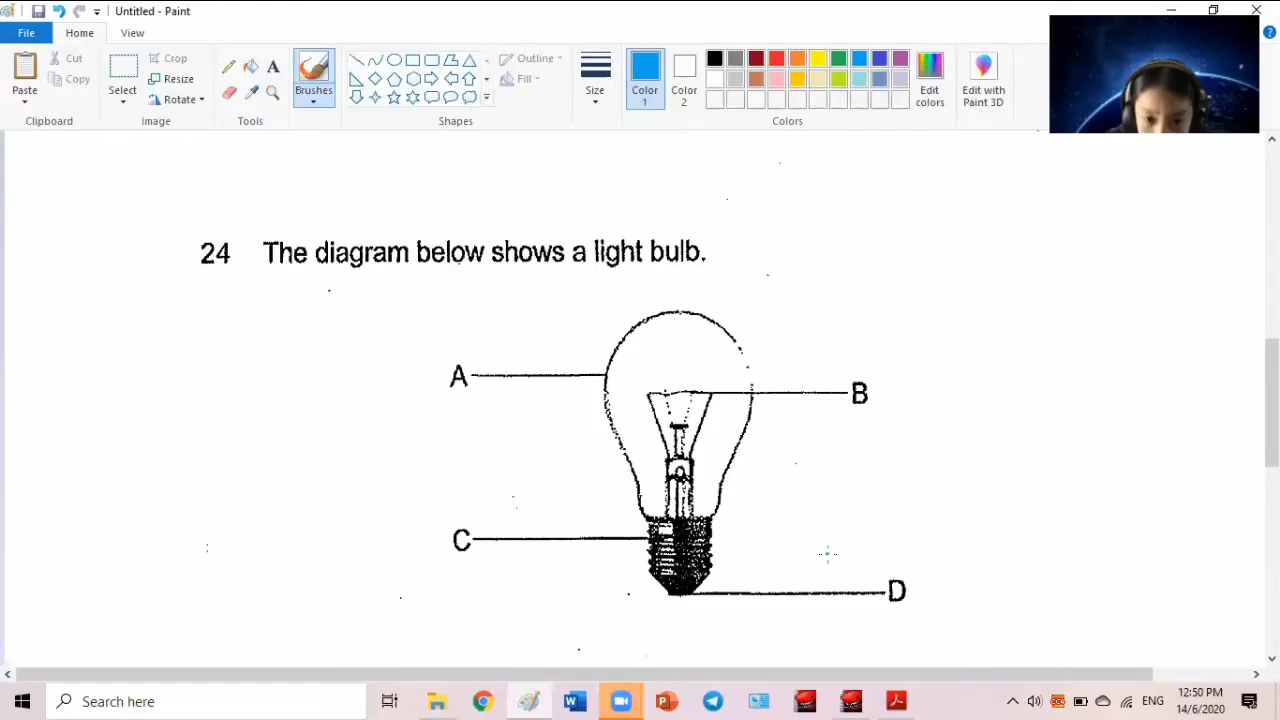 Untitled - Paint
File
Home
View
Paste
Cut
Copy
Clipboard
Select
Crop
Resize
Rotate
Image
A
Tools
Brushes
Outline
Fill
Shapes
Size
Color 1
Color 2
Edit colors
Edit with Paint 3D
Colors
24 The diagram below shows a light bulb.
A
B
C
D
Search here
ENG
12:50 PM
14/6/2020